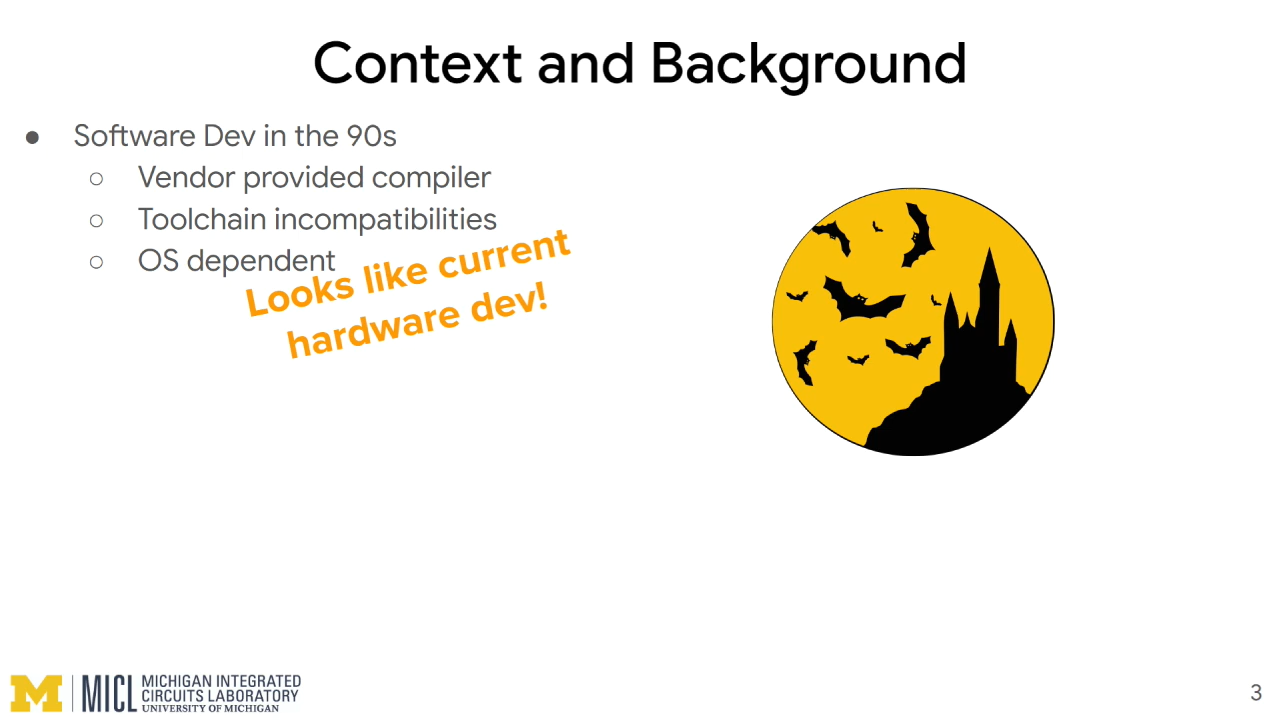 Context and Background
● Software Dev in the 90s
○ Vendor provided compiler
○ Toolchain incompatibilities
○ OS dependent
Looks like current
hardware dev!
M MICL MICHIGAN INTEGRATED
CIRCUITS LABORATORY
UNIVERSITY OF MICHIGAN
3